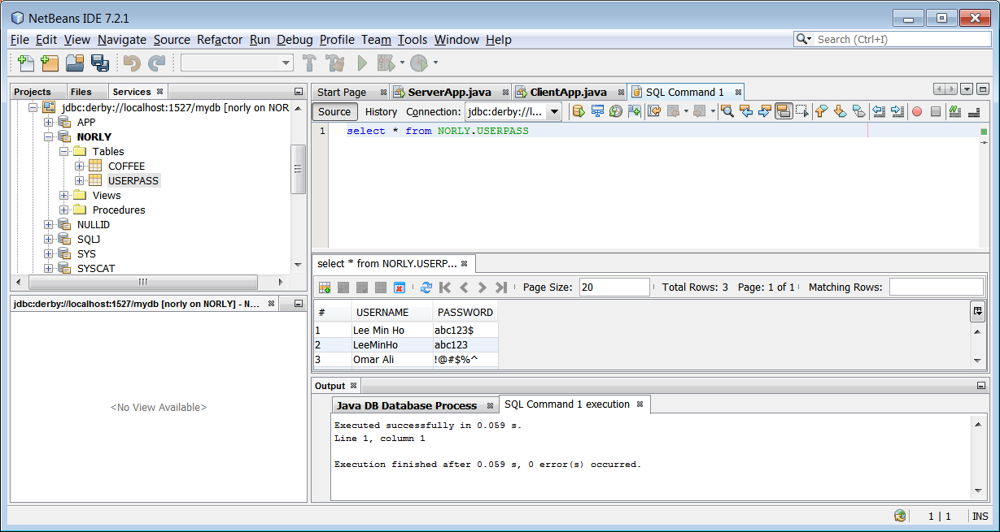 NetBeans IDE 7.2.1
File Edit View Navigate Source Refactor Run Debug Profile Team Tools Window Help
Search (Ctrl+I)
Projects Files Services
jdbc:derby://localhost:1527/mydb [norly on NOR
APP
NORLY
Tables
COFFEE
USERPASS
Views
Procedures
NULLID
SQLJ
SYS
SYSCAT
jdbc:derby://localhost:1527/mydb [norly on NORLY] - N...
<No View Available>
Start Page ServerApp.java ClientApp.java SQL Command 1
Source History Connection: jdbc:derby://l...
1 select * from NORLY.USERPASS
select * from NORLY.USERP...
Page Size: 20 Total Rows: 3 Page: 1 of 1 Matching Rows:
# USERNAME PASSWORD
1 Lee Min Ho abc123$
2 LeeMinHo abc123
3 Omar Ali !@#$%^
Output
Java DB Database Process SQL Command 1 execution
Executed successfully in 0.059 s.
Line 1, column 1
Execution finished after 0.059 s, 0 error(s) occurred.
1 | 1 INS